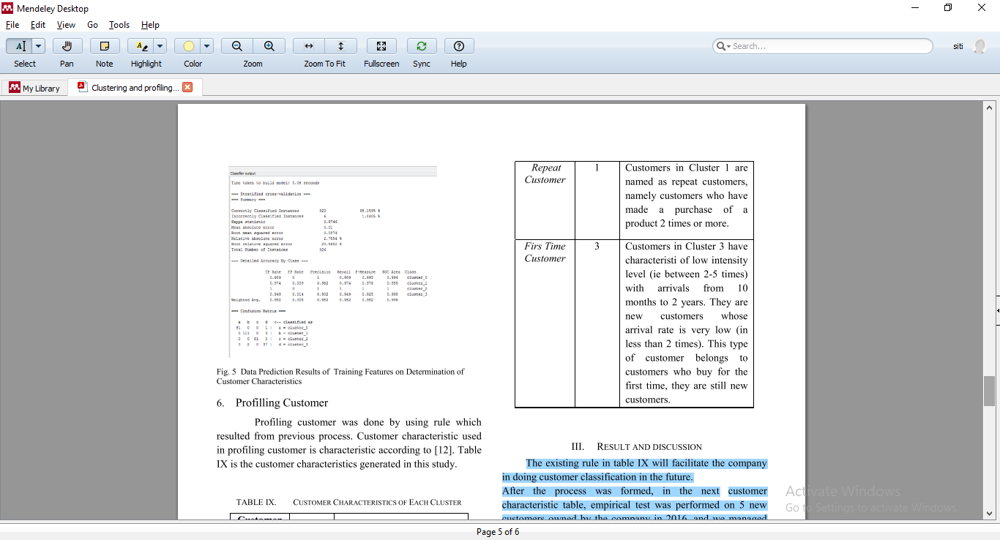 Mendeley Desktop
File Edit View Go Tools Help
Select Pan Note Highlight Color Zoom Zoom To Fit Fullscreen Sync Help
Search...
siti
My Library
Clustering and profiling...
Classifier output
Time taken to build model: 0.06 seconds
=== Stratified cross-validation ===
=== Summary ===
Correctly Classified Instances 320 98.1595 %
Incorrectly Classified Instances 6 1.8405 %
Kappa statistic 0.9746
Mean absolute error 0.01
Root mean squared error
Relative absolute error 2.7554 %
Root relative squared error
Total Number of Instances 326
=== Detailed Accuracy By Class ===
TP Rate FP Rate Precision Recall F-Measure ROC Area Class
0.989 0 1 0.989 0.995 0.994 cluster_0
0.974 0.009 0.982 0.974 0.978 0.995 cluster_1
1 0 1 1 1 1 cluster_2
0.949 0.014 0.902 0.949 0.925 0.998 cluster_3
Weighted Avg. 0.982 0.005 0.982 0.982 0.982 0.996
=== Confusion Matrix ===
a b c d <-- classified as
91 0 0 1 | a = cluster_0
0 111 0 3 | b = cluster_1
0 0 81 0 | c = cluster_2
0 2 0 37 | d = cluster_3
Fig. 5 Data Prediction Results of Training Features on Determination of
Customer Characteristics
6. Profilling Customer
Profiling customer was done by using rule which
resulted from previous process. Customer characteristic used
in profiling customer is characteristic according to [12]. Table
IX is the customer characteristics generated in this study.
TABLE IX. CUSTOMER CHARACTERISTICS OF EACH CLUSTER
Customer
Repeat
Customer
1
Customers in Cluster 1 are
named as repeat customers,
namely customers who have
made a purchase of a
product 2 times or more.
Firs Time
Customer
3
Customers in Cluster 3 have
characteristi of low intensity
level (ie between 2-5 times)
with arrivals from 10
months to 2 years. They are
new customers whose
arrival rate is very low (in
less than 2 times). This type
of customer belongs to
customers who buy for the
first time, they are still new
customers.
III. RESULT AND DISCUSSION
The existing rule in table IX will facilitate the company
in doing customer classification in the future.
After the process was formed, in the next customer
characteristic table, empirical test was performed on 5 new
customers owned by the company in 2016, and we managed
Activate Windows
Go to Settings to activate Windows.
Page 5 of 6